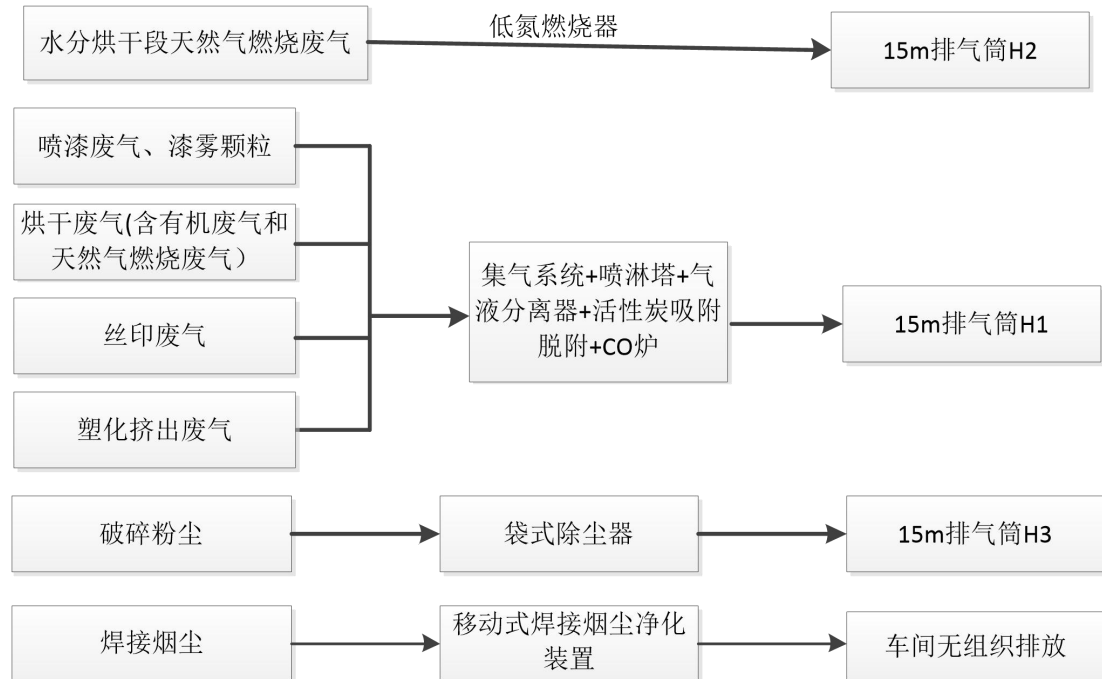 水分烘干段天然气燃烧废气
低氮燃烧器
15m排气筒H2
喷漆废气、漆雾颗粒
烘干废气(含有机废气和
天然气燃烧废气）
丝印废气
塑化挤出废气
集气系统+喷淋塔+气
液分离器+活性炭吸附
脱附+CO炉
15m排气筒H1
破碎粉尘
袋式除尘器
15m排气筒H3
焊接烟尘
移动式焊接烟尘净化
装置
车间无组织排放